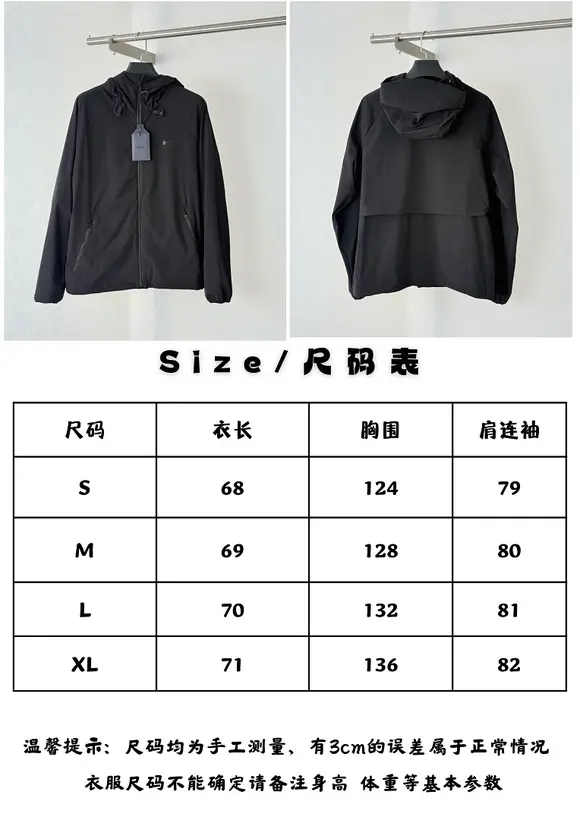 Size/尺码表
尺码 衣长 胸围 肩连袖
S 68 124 79
M 69 128 80
L 70 132 81
XL 71 136 82
温馨提示：尺码均为手工测量、有3cm的误差属于正常情况
衣服尺码不能确定请备注身高 体重等基本参数